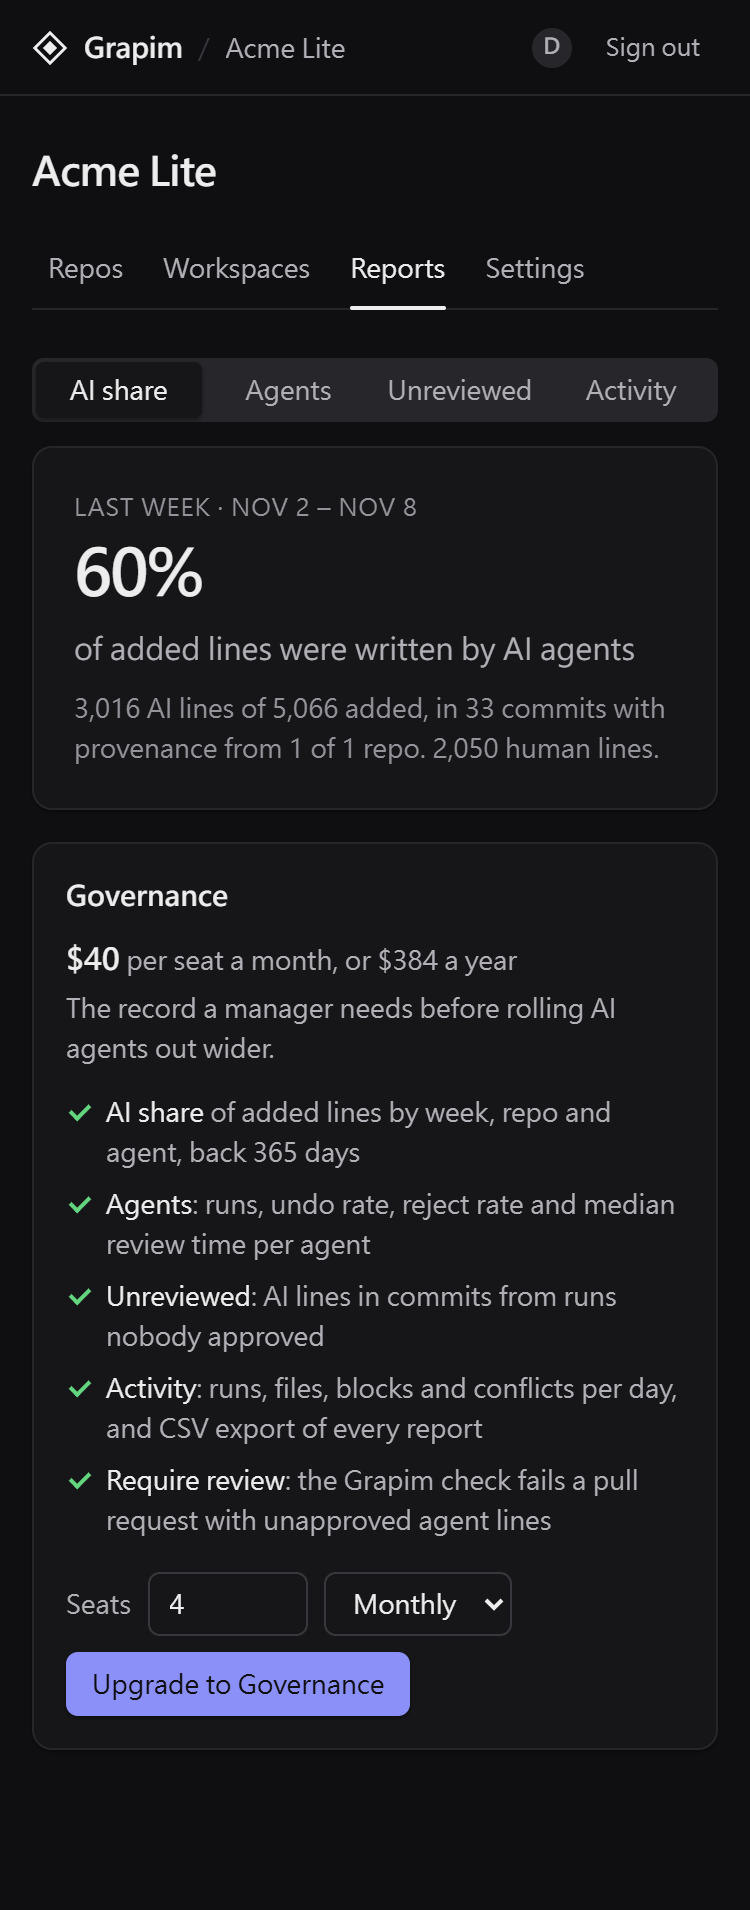 Grapim / Acme Lite
D
Sign out
Acme Lite
Repos
Workspaces
Reports
Settings
AI share
Agents
Unreviewed
Activity
LAST WEEK · NOV 2 – NOV 8
60%
of added lines were written by AI agents
3,016 AI lines of 5,066 added, in 33 commits with
provenance from 1 of 1 repo. 2,050 human lines.
Governance
$40 per seat a month, or $384 a year
The record a manager needs before rolling AI
agents out wider.
AI share of added lines by week, repo and
agent, back 365 days
Agents: runs, undo rate, reject rate and median
review time per agent
Unreviewed: AI lines in commits from runs
nobody approved
Activity: runs, files, blocks and conflicts per day,
and CSV export of every report
Require review: the Grapim check fails a pull
request with unapproved agent lines
Seats
4
Monthly
Upgrade to Governance